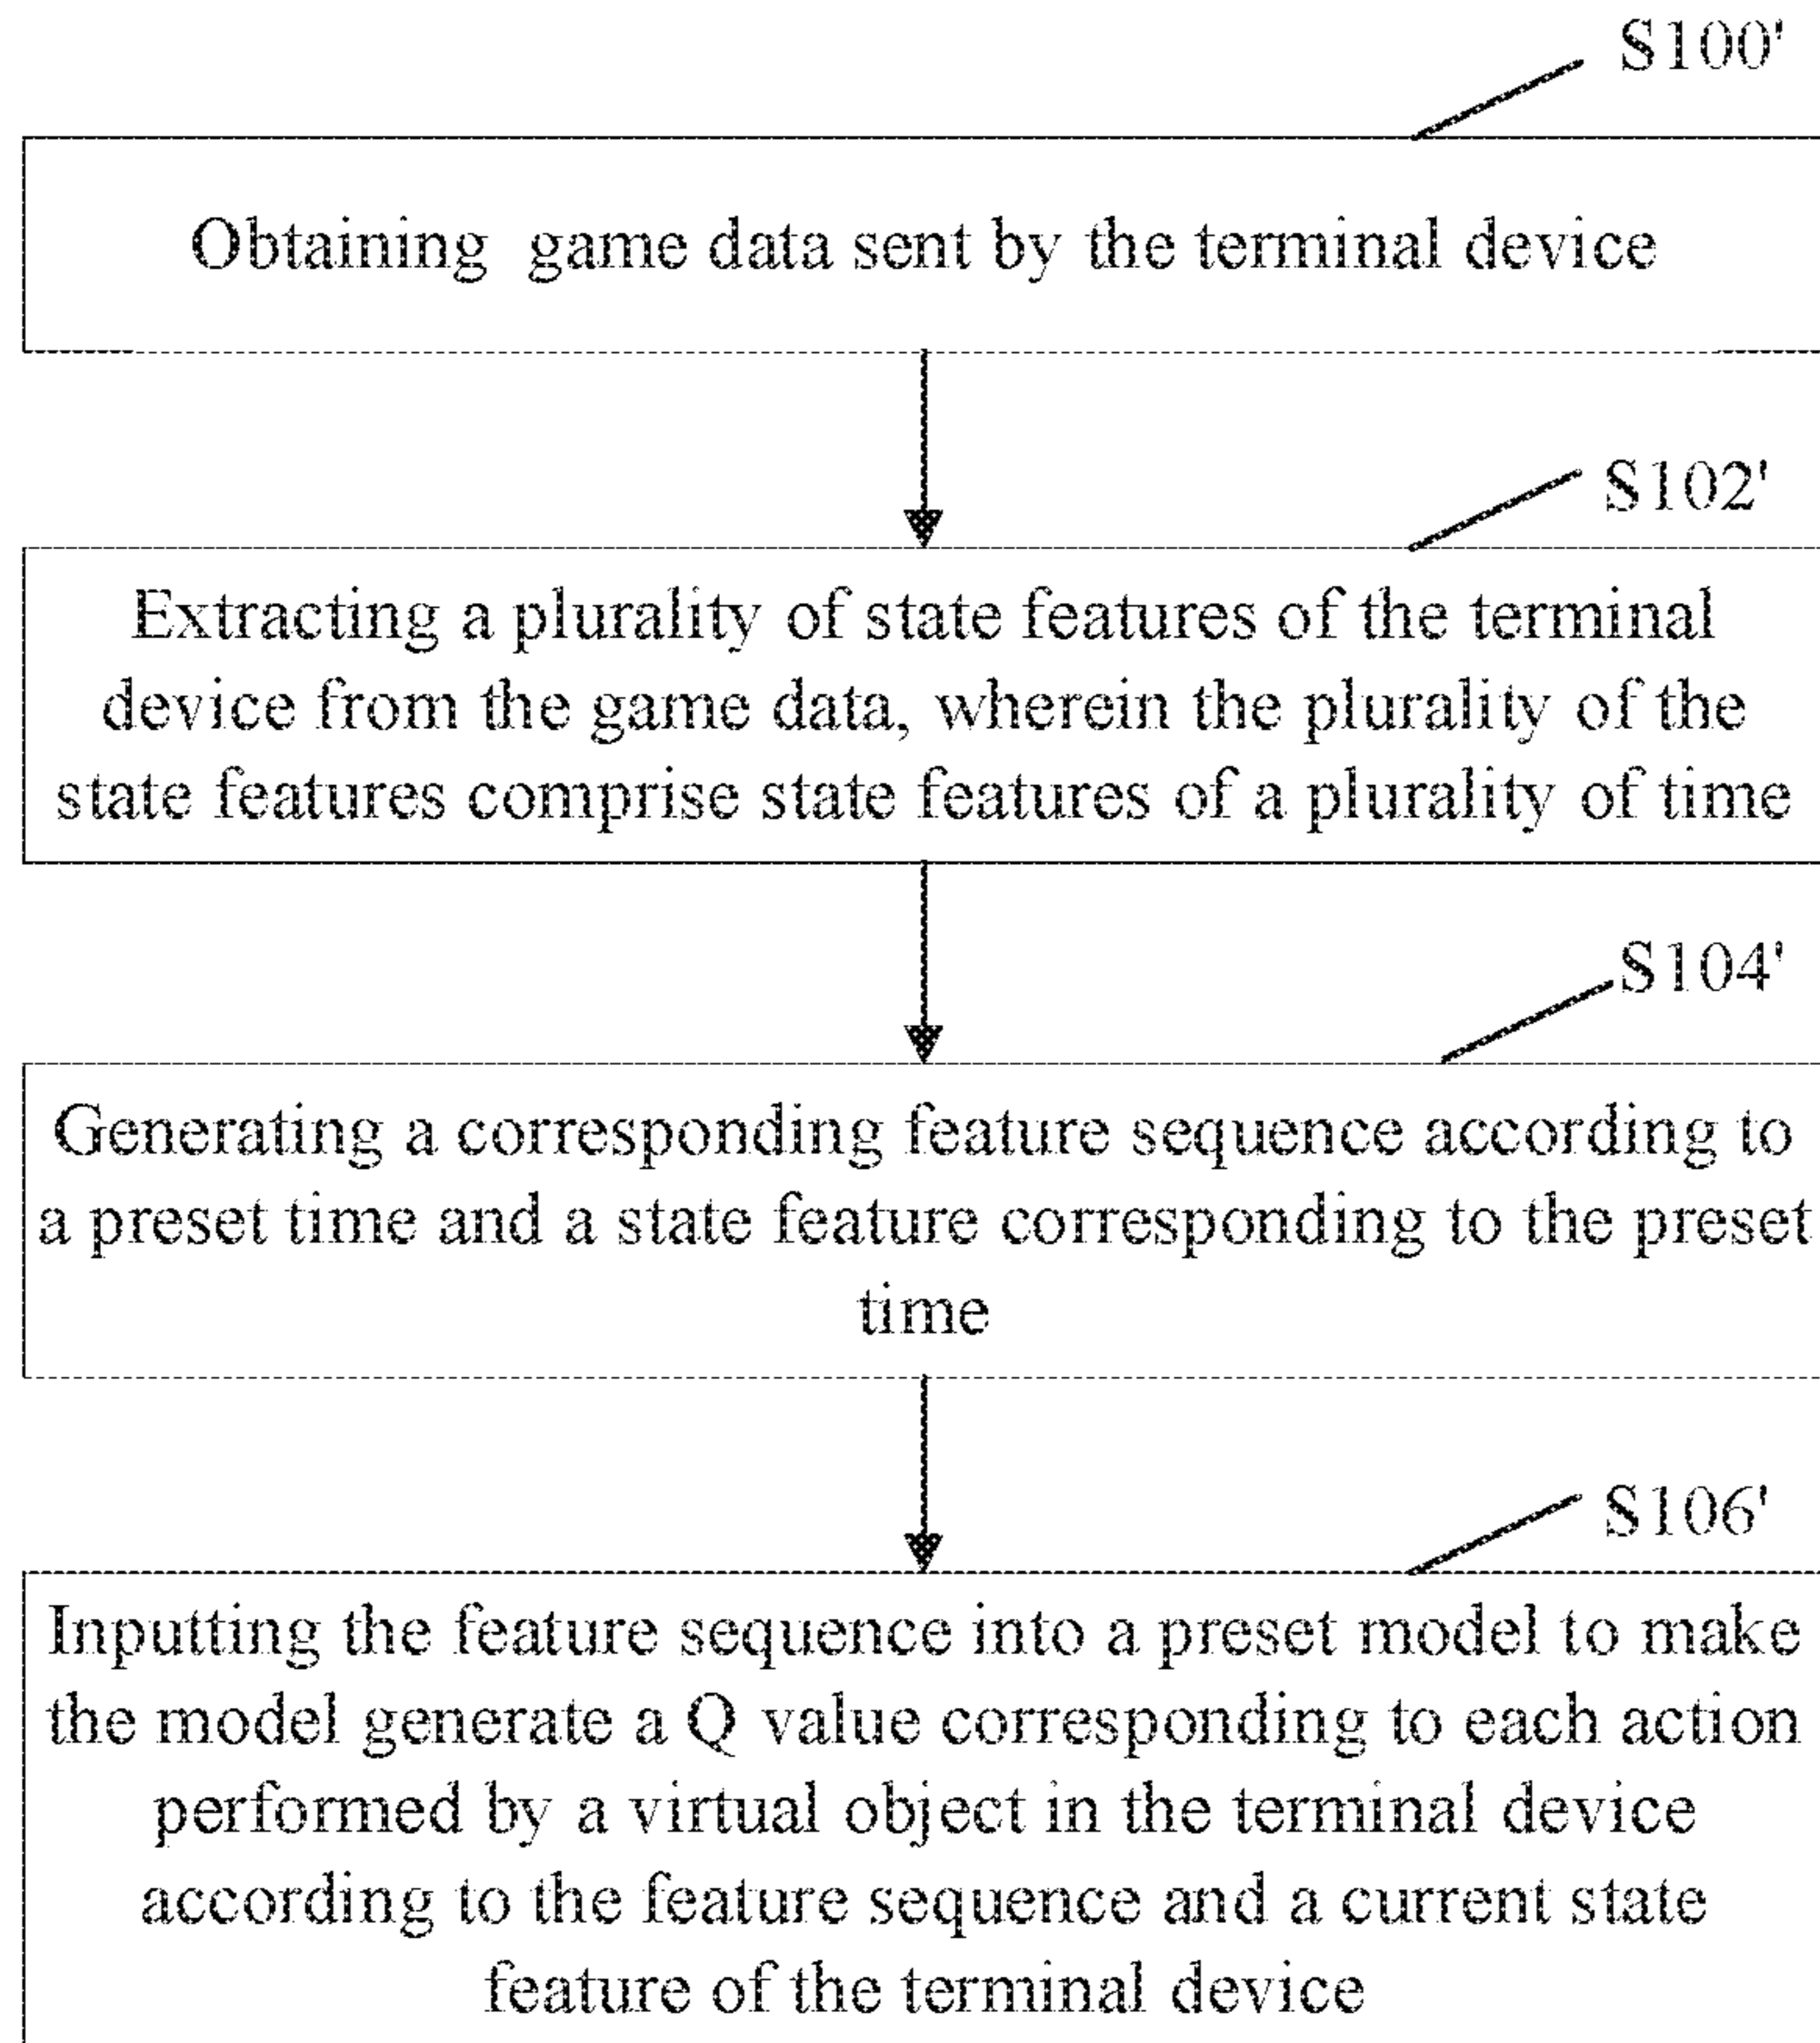 S100'
Obtaining game data sent by the terminal device
S102'
Extracting a plurality of state features of the terminal
device from the game data, wherein the plurality of the
state features comprise state features of a plurality of time
S104'
Generating a corresponding feature sequence according to
a preset time and a state feature corresponding to the preset
time
S106'
Inputting the feature sequence into a preset model to make
the model generate a Q value corresponding to each action
performed by a virtual object in the terminal device
according to the feature sequence and a current state
feature of the terminal device